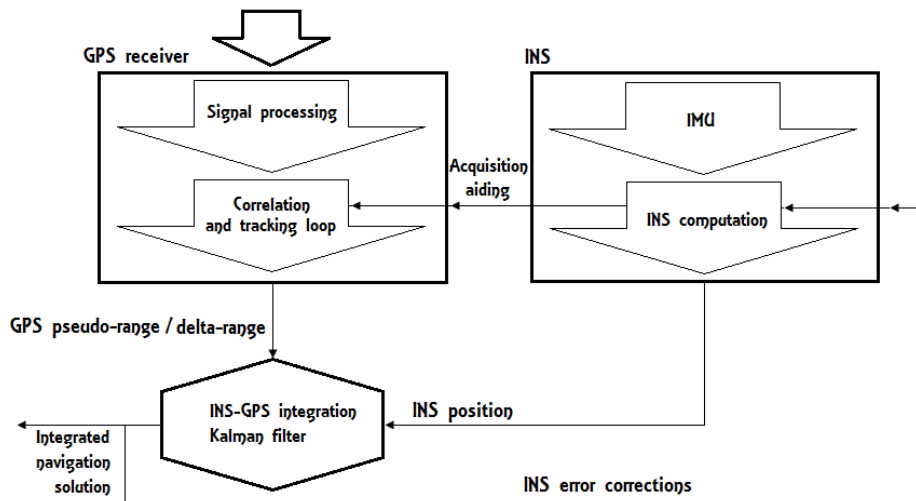 GPS receiver
INS
Signal processing
IMU
Acquisition
aiding
Correlation
and tracking loop
INS computation
GPS pseudo-range / delta-range
INS-GPS integration
Kalman filter
INS position
Integrated
navigation
solution
INS error corrections